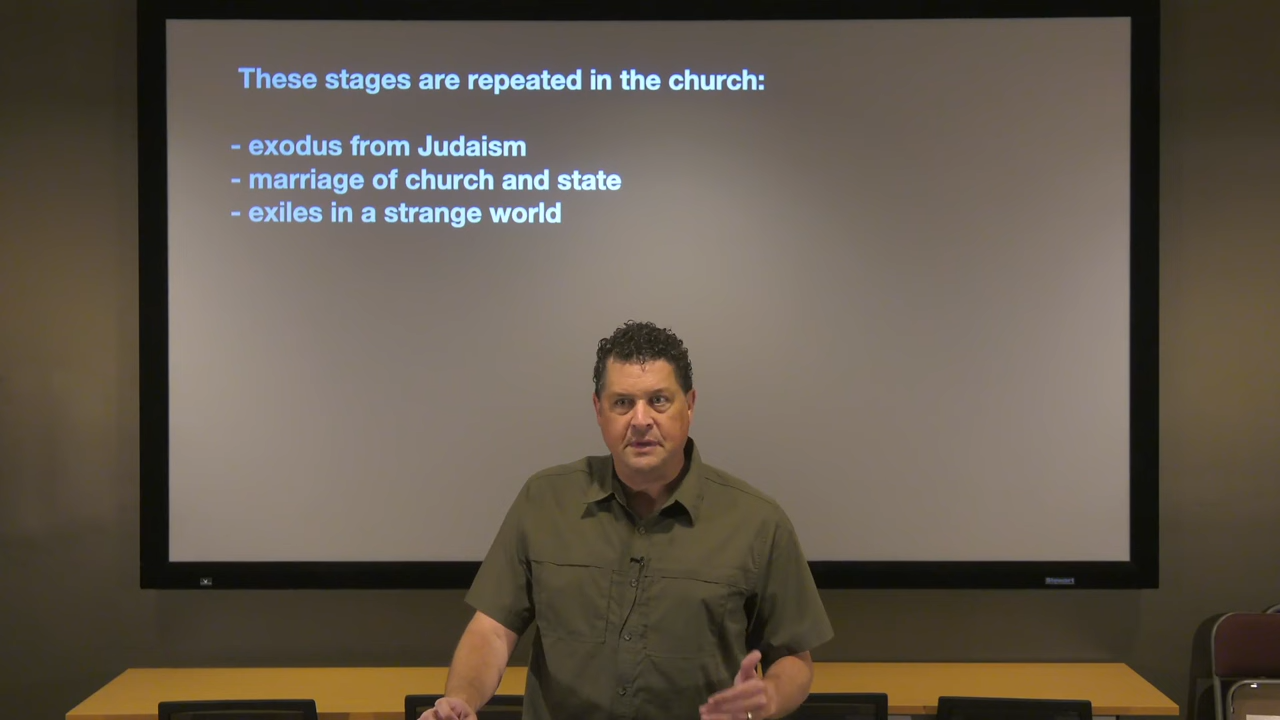 These stages are repeated in the church:
- exodus from Judaism
- marriage of church and state
- exiles in a strange world